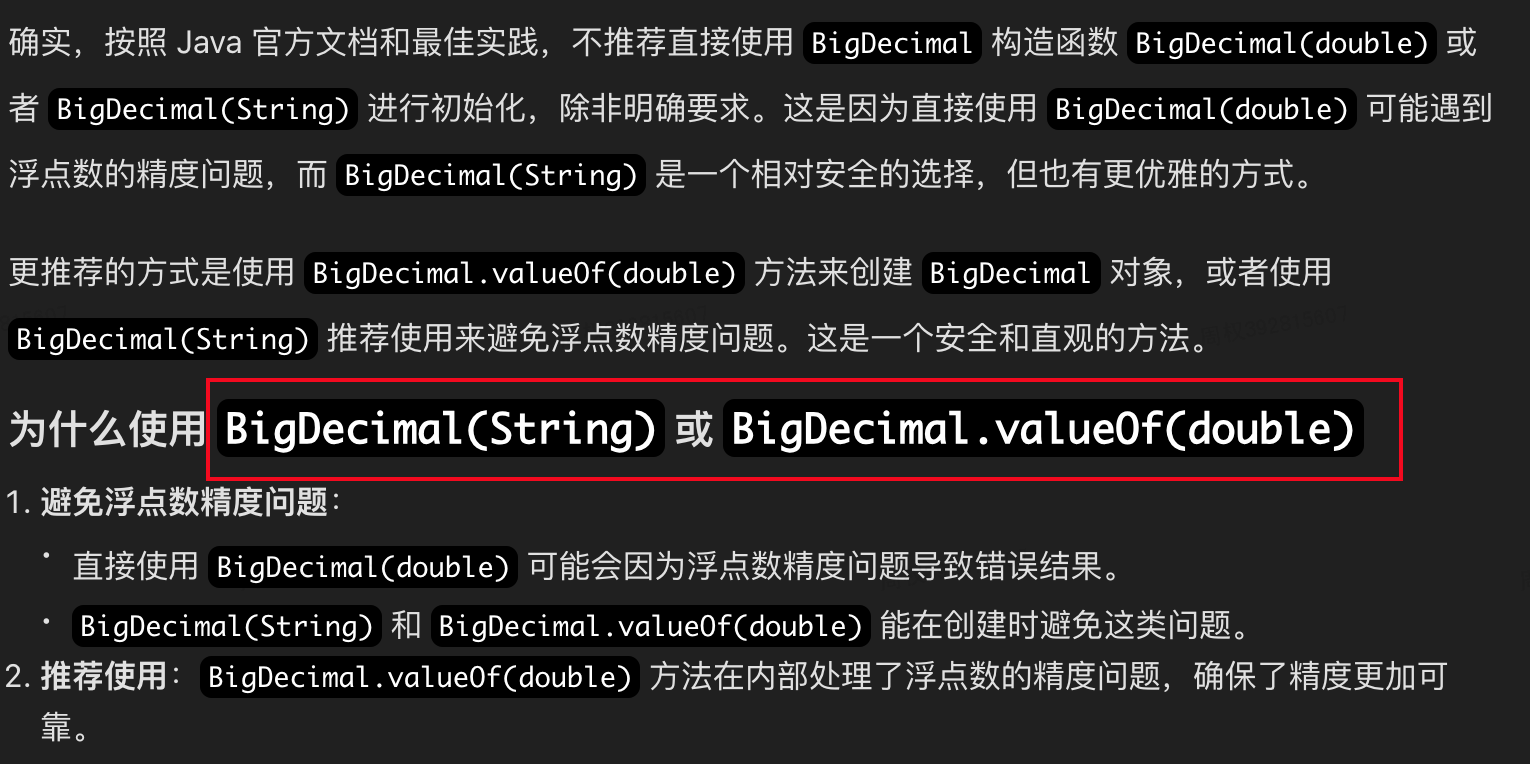 确实，按照 Java 官方文档和最佳实践，不推荐直接使用 BigDecimal 构造函数 BigDecimal(double) 或
者 BigDecimal(String) 进行初始化，除非明确要求。这是因为直接使用 BigDecimal(double) 可能遇到
浮点数的精度问题，而 BigDecimal(String) 是一个相对安全的选择，但也有更优雅的方式。
更推荐的方式是使用 BigDecimal.valueOf(double) 方法来创建 BigDecimal 对象，或者使用
BigDecimal(String) 推荐使用来避免浮点数精度问题。这是一个安全和直观的方法。
为什么使用 BigDecimal(String) 或 BigDecimal.valueOf(double)
1. 避免浮点数精度问题：
• 直接使用 BigDecimal(double) 可能会因为浮点数精度问题导致错误结果。
• BigDecimal(String) 和 BigDecimal.valueOf(double) 能在创建时避免这类问题。
2. 推荐使用： BigDecimal.valueOf(double) 方法在内部处理了浮点数的精度问题，确保了精度更加可
靠。